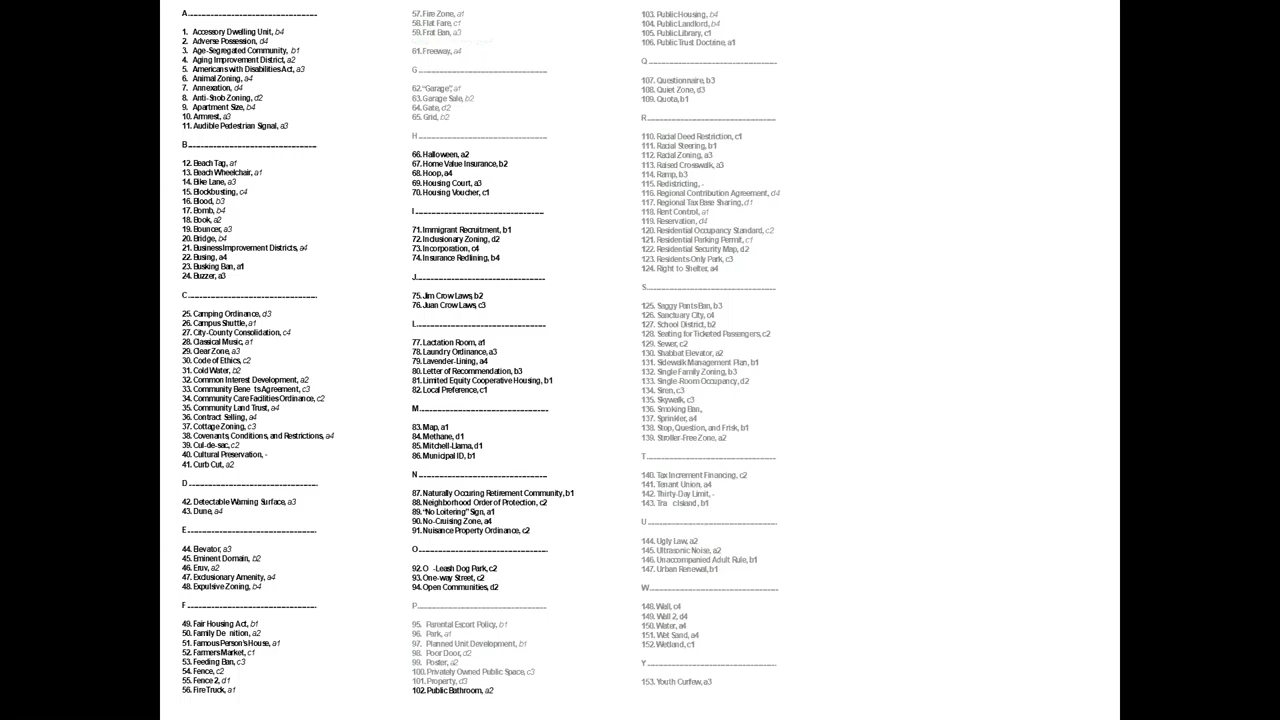 A
1. Accessory Dwelling Unit, b4
2. Adverse Possession, d4
3. Age-Segregated Community, b1
4. Aging Improvement District, a2
5. Americans with Disabilities Act, a3
6. Animal Zoning, a4
7. Annexation, d4
8. Anti-Snob Zoning, d2
9. Apartment Size, b4
10. Armrest, a3
11. Audible Pedestrian Signal, a3
B
12. Beach Tag, a1
13. Beach Wheelchair, a1
14. Bike Lane, a3
15. Blockbusting, c4
16. Blood, b3
17. Bomb, b4
18. Book, a2
19. Bouncer, a3
20. Bridge, b4
21. Business Improvement Districts, a4
22. Busing, a4
23. Busking Ban, a1
24. Buzzer, a3
C
25. Camping Ordinance, d3
26. Campus Shuttle, a1
27. City-County Consolidation, c4
28. Classical Music, a1
29. Clear Zone, a3
30. Code of Ethics, c2
31. Cold Water, b2
32. Common Interest Development, a2
33. Community Bene ts Agreement, c3
34. Community Care Facilities Ordinance, c2
35. Community Land Trust, a4
36. Contract Selling, a4
37. Cottage Zoning, c3
38. Covenants, Conditions, and Restrictions, a4
39. Cul-de-sac, c2
40. Cultural Preservation, -
41. Curb Cut, a2
D
42. Detectable Warning Surface, a3
43. Dune, a4
E
44. Elevator, a3
45. Eminent Domain, b2
46. Eruv, a2
47. Exclusionary Amenity, a4
48. Expulsive Zoning, b4
F
49. Fair Housing Act, b1
50. Family De nition, a2
51. Famous Person's House, a1
52. Farmers Market, c1
53. Feeding Ban, c3
54. Fence, c2
55. Fence 2, d1
56. Fire Truck, a1
57. Fire Zone, a1
58. Flat Fare, c1
59. Frat Ban, a3
61. Freeway, a4
G
62. "Garage", a1
63. Garage Sale, b2
64. Gate, d2
65. Grid, b2
H
66. Halloween, a2
67. Home Value Insurance, b2
68. Hoop, a4
69. Housing Court, a3
70. Housing Voucher, c1
I
71. Immigrant Recruitment, b1
72. Inclusionary Zoning, d2
73. Incorporation, c4
74. Insurance Redlining, b4
J
75. Jim Crow Laws, b2
76. Juan Crow Laws, c3
L
77. Lactation Room, a1
78. Laundry Ordinance, a3
79. Lavender-Lining, a4
80. Letter of Recommendation, b3
81. Limited Equity Cooperative Housing, b1
82. Local Preference, c1
M
83. Map, a1
84. Methane, d1
85. Mitchell-Llama, d1
86. Municipal ID, b1
N
87. Naturally Occuring Retirement Community, b1
88. Neighborhood Order of Protection, c2
89. "No Loitering" Sign, a1
90. No-Cruising Zone, a4
91. Nuisance Property Ordinance, c2
O
92. O -Leash Dog Park, c2
93. One-way Street, c2
94. Open Communities, d2
P
95. Parental Escort Policy, b1
96. Park, a1
97. Planned Unit Development, b1
98. Poor Door, d2
99. Poster, a2
100. Privately Owned Public Space, c3
101. Property, d3
102. Public Bathroom, a2
103. Public Housing, b4
104. Public Landlord, b4
105. Public Library, c1
106. Public Trust Doctrine, a1
Q
107. Questionnaire, b3
108. Quiet Zone, d3
109. Quota, b1
R
110. Racial Deed Restriction, c1
111. Racial Steering, b1
112. Racial Zoning, a3
113. Raised Crosswalk, a3
114. Ramp, b3
115. Redistricting, -
116. Regional Contribution Agreement, d4
117. Regional Tax Base Sharing, d1
118. Rent Control, a1
119. Reservation, d4
120. Residential Occupancy Standard, c2
121. Residential Parking Permit, c1
122. Residential Security Map, d2
123. Residents-Only Park, c3
124. Right to Shelter, a4
S
125. Saggy Pants Ban, b3
126. Sanctuary City, c4
127. School District, b2
128. Seating for Ticketed Passengers, c2
129. Sewer, c2
130. Shabbat Elevator, a2
131. Sidewalk Management Plan, b1
132. Single Family Zoning, b3
133. Single-Room Occupancy, d2
134. Siren, c3
135. Skywalk, c3
136. Smoking Ban,
137. Sprinkler, a4
138. Stop, Question, and Frisk, b1
139. Stroller-Free Zone, a2
T
140. Tax Increment Financing, c2
141. Tenant Union, a4
142. Thirty-Day Limit, -
143. Tra c Island, b1
U
144. Ugly Law, a2
145. Ultrasonic Noise, a2
146. Unaccompanied Adult Rule, b1
147. Urban Renewal, b1
W
148. Wall, c4
149. Wall 2, d4
150. Water, a4
151. Wet Sand, a4
152. Wetland, c1
Y
153. Youth Curfew, a3